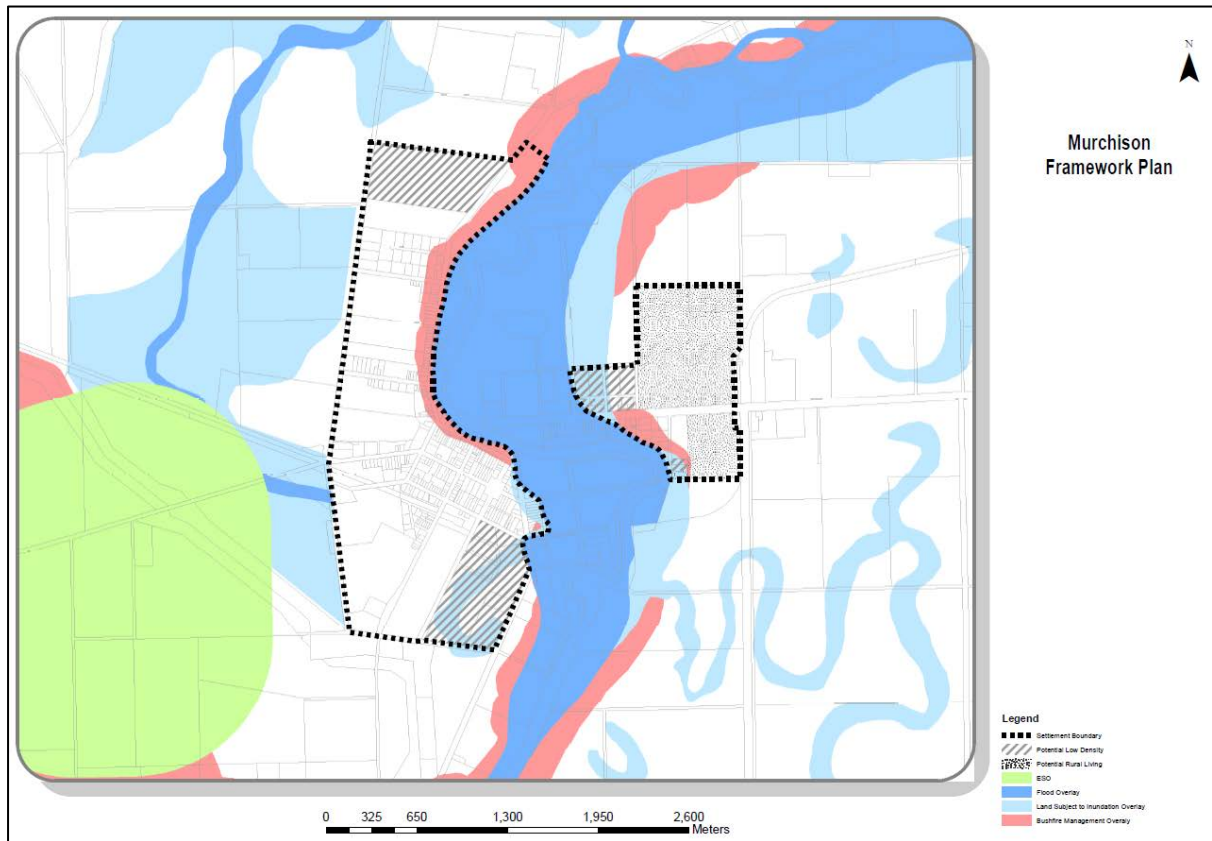 N
Murchison
Framework Plan
Legend
Settlement Boundary
Potential Low Density
Potential Rural Living
ESO
Flood Overlay
Land Subject to Inundation Overlay
Bushfire Management Overaly
0 325 650 1,300 1,950 2,600
Meters